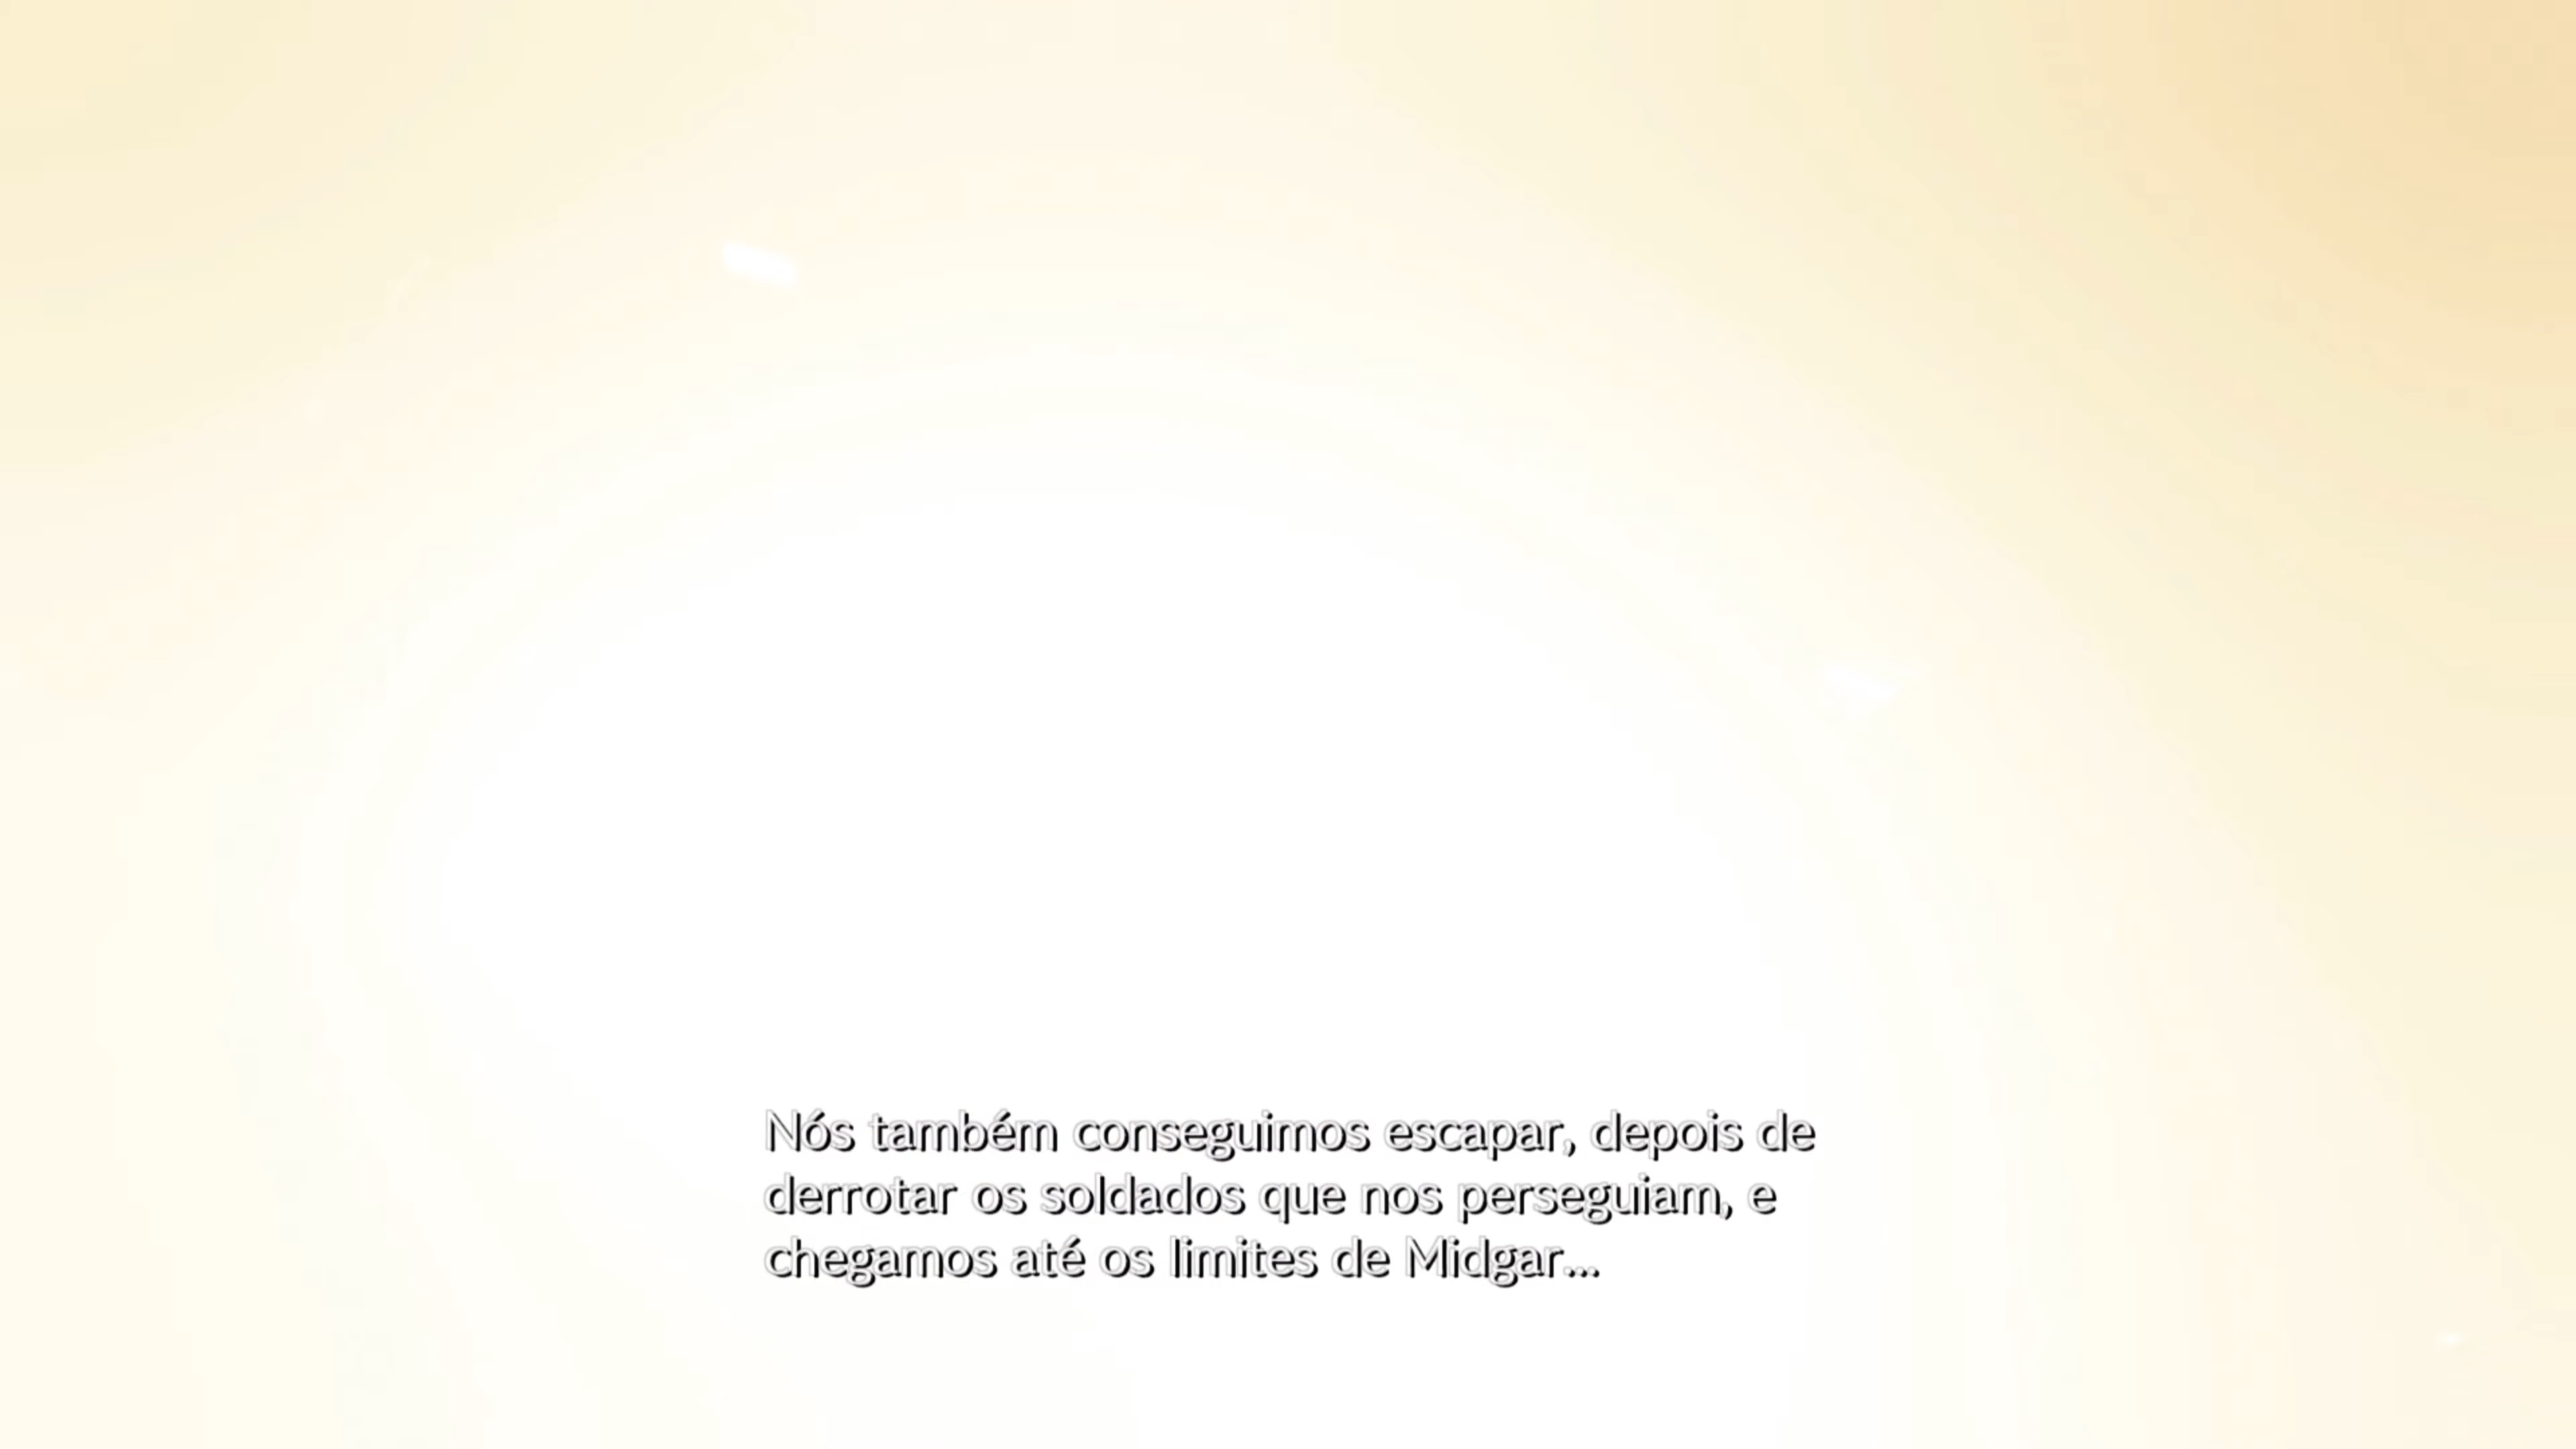 Nós também conseguimos escapar, depois de
derrotar os soldados que nos perseguiam, e
chegamos até os limites de Midgar...